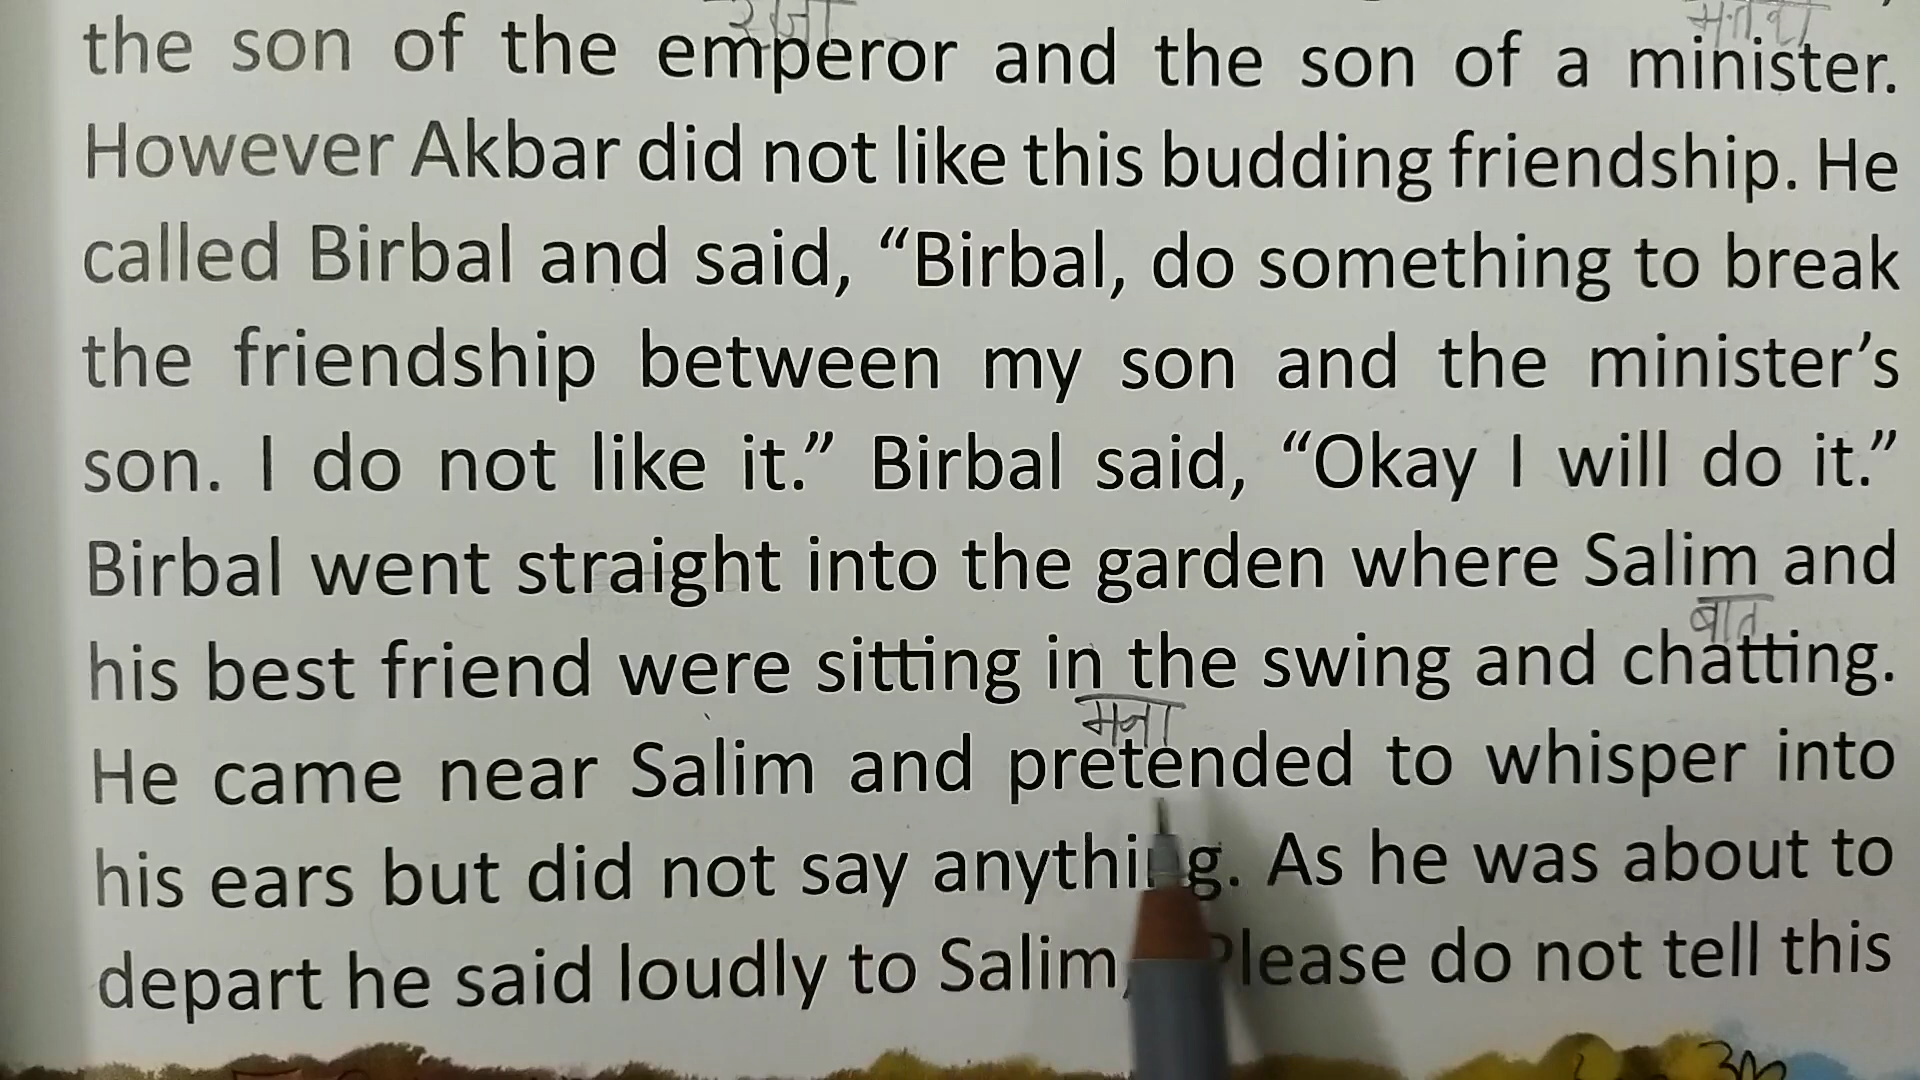 राजा
the son of the emperor and the son of a minister.
However Akbar did not like this budding friendship. He
called Birbal and said, “Birbal, do something to break
the friendship between my son and the minister’s
son. I do not like it.” Birbal said, “Okay I will do it.”
Birbal went straight into the garden where Salim and
बात
his best friend were sitting in the swing and chatting.
He came near Salim and pretended to whisper into
his ears but did not say anything. As he was about to
depart he said loudly to Salim, Please do not tell this